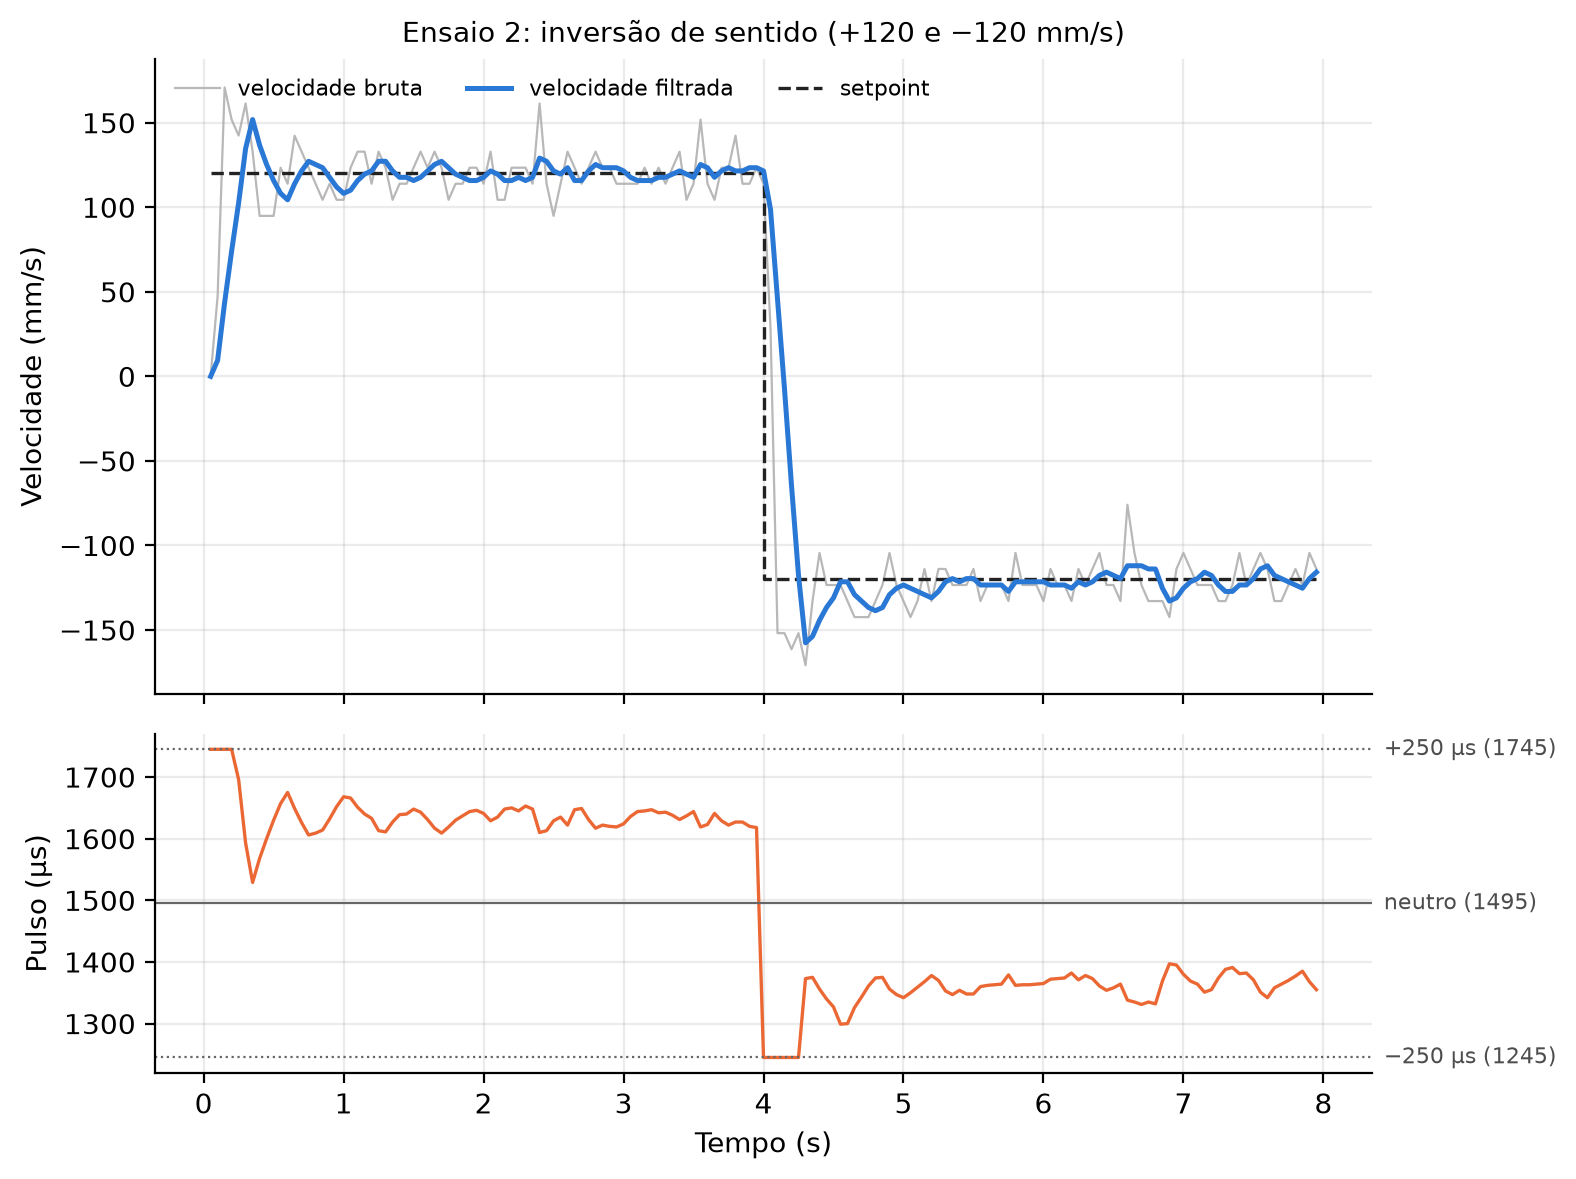 Ensaio 2: inversão de sentido (+120 e −120 mm/s)
velocidade bruta velocidade filtrada setpoint
Velocidade (mm/s)
150
100
50
0
−50
−100
−150
Pulso (µs)
1700
1600
1500
1400
1300
+250 µs (1745)
neutro (1495)
−250 µs (1245)
0 1 2 3 4 5 6 7 8
Tempo (s)